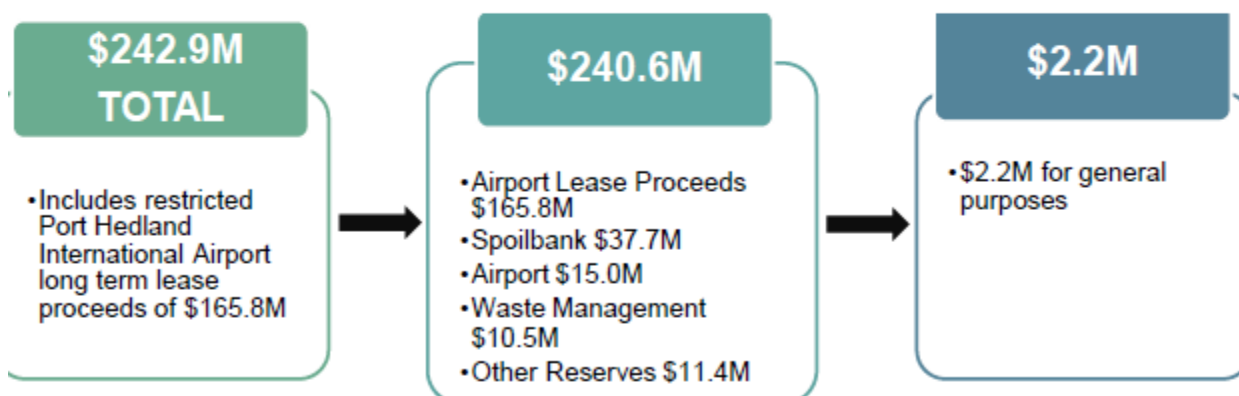 $242.9M
TOTAL
•Includes restricted
Port Hedland
International Airport
long term lease
proceeds of $165.8M
$240.6M
•Airport Lease Proceeds
$165.8M
•Spoilbank $37.7M
•Airport $15.0M
•Waste Management
$10.5M
•Other Reserves $11.4M
$2.2M
•$2.2M for general
purposes